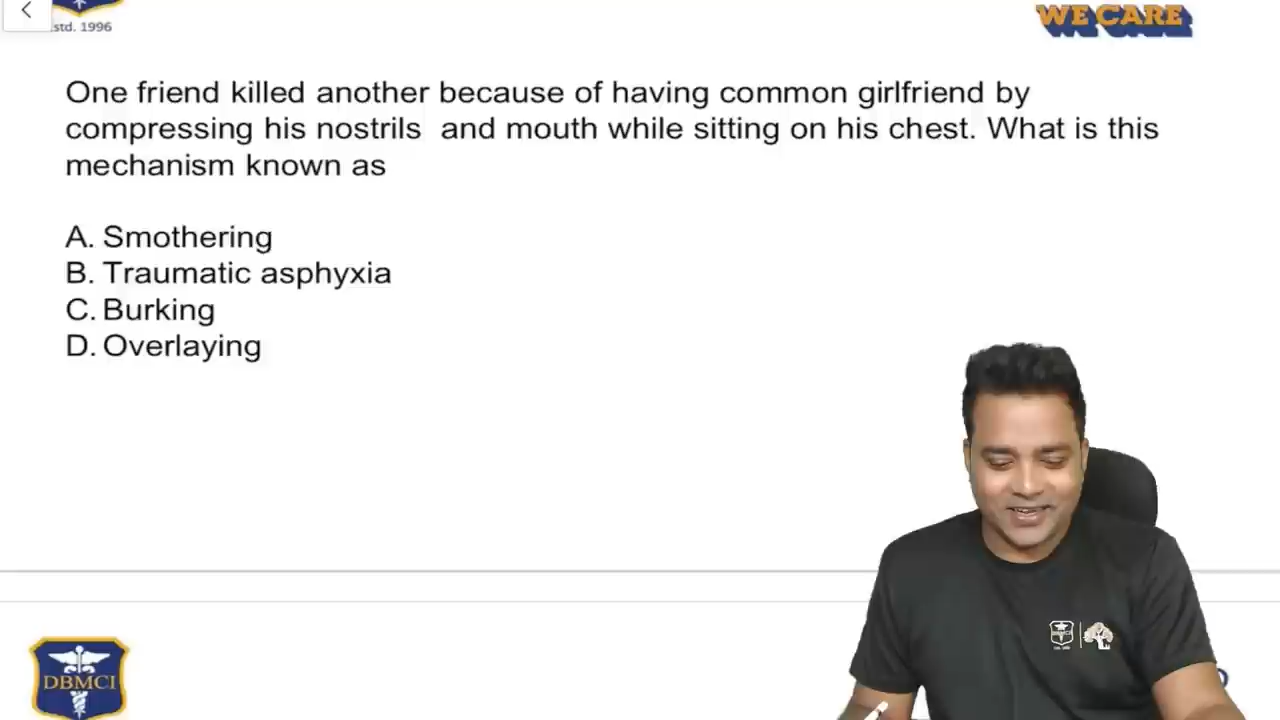 std. 1996
WE CARE
One friend killed another because of having common girlfriend by
compressing his nostrils and mouth while sitting on his chest. What is this
mechanism known as
A. Smothering
B. Traumatic asphyxia
C. Burking
D. Overlaying
DBMCI
DBMCI